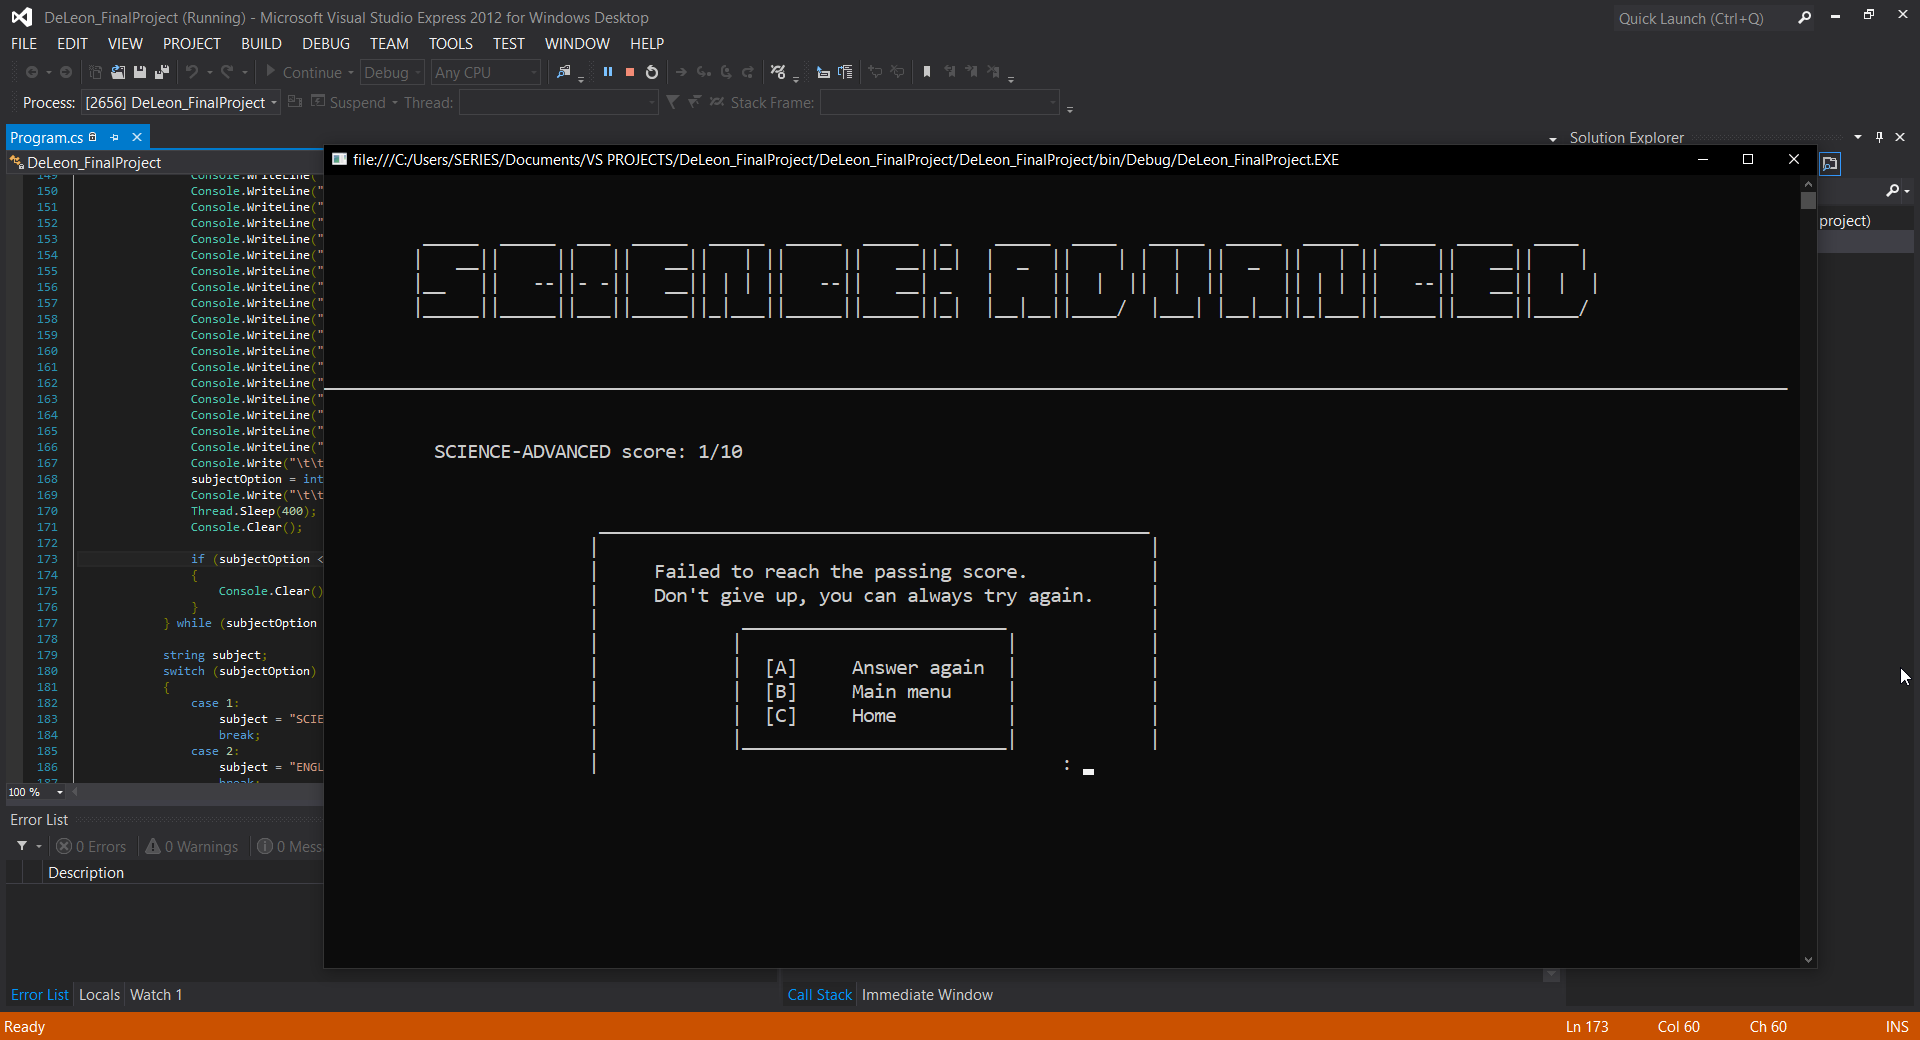 DeLeon_FinalProject (Running) - Microsoft Visual Studio Express 2012 for Windows Desktop
Quick Launch (Ctrl+Q)
FILE EDIT VIEW PROJECT BUILD DEBUG TEAM TOOLS TEST WINDOW HELP
Continue Debug Any CPU
Process: [2656] DeLeon_FinalProject Suspend Thread: Stack Frame:
Program.cs
Solution Explorer
DeLeon_FinalProject
file:///C:/Users/SERIES/Documents/VS PROJECTS/DeLeon_FinalProject/DeLeon_FinalProject/DeLeon_FinalProject/bin/Debug/DeLeon_FinalProject.EXE
project)
149 Console.WriteLine("
150 Console.WriteLine("
151 Console.WriteLine("
152 Console.WriteLine("
153 Console.WriteLine("
154 Console.WriteLine("
155 Console.WriteLine("
156 Console.WriteLine("
157 Console.WriteLine("
158 Console.WriteLine("
159 Console.WriteLine("
160 Console.WriteLine("
161 Console.WriteLine("
162 Console.WriteLine("
163 Console.WriteLine("
164 Console.WriteLine("
165 Console.WriteLine("
166 Console.WriteLine("
167 Console.Write("\t\t
168 subjectOption = int
169 Console.Write("\t\t
170 Thread.Sleep(400);
171 Console.Clear();
172
173 if (subjectOption <
174 {
175 Console.Clear()
176 }
177 } while (subjectOption
178
179 string subject;
180 switch (subjectOption)
181 {
182 case 1:
183 subject = "SCIE
184 break;
185 case 2:
186 subject = "ENGL
187 break;
SCIENCE: ADVANCED
SCIENCE-ADVANCED score: 1/10
Failed to reach the passing score.
Don't give up, you can always try again.
[A] Answer again
[B] Main menu
[C] Home
:
100 %
Error List
0 Errors 0 Warnings 0 Messa
Description
Error List Locals Watch 1
Call Stack Immediate Window
Ready
Ln 173 Col 60 Ch 60 INS